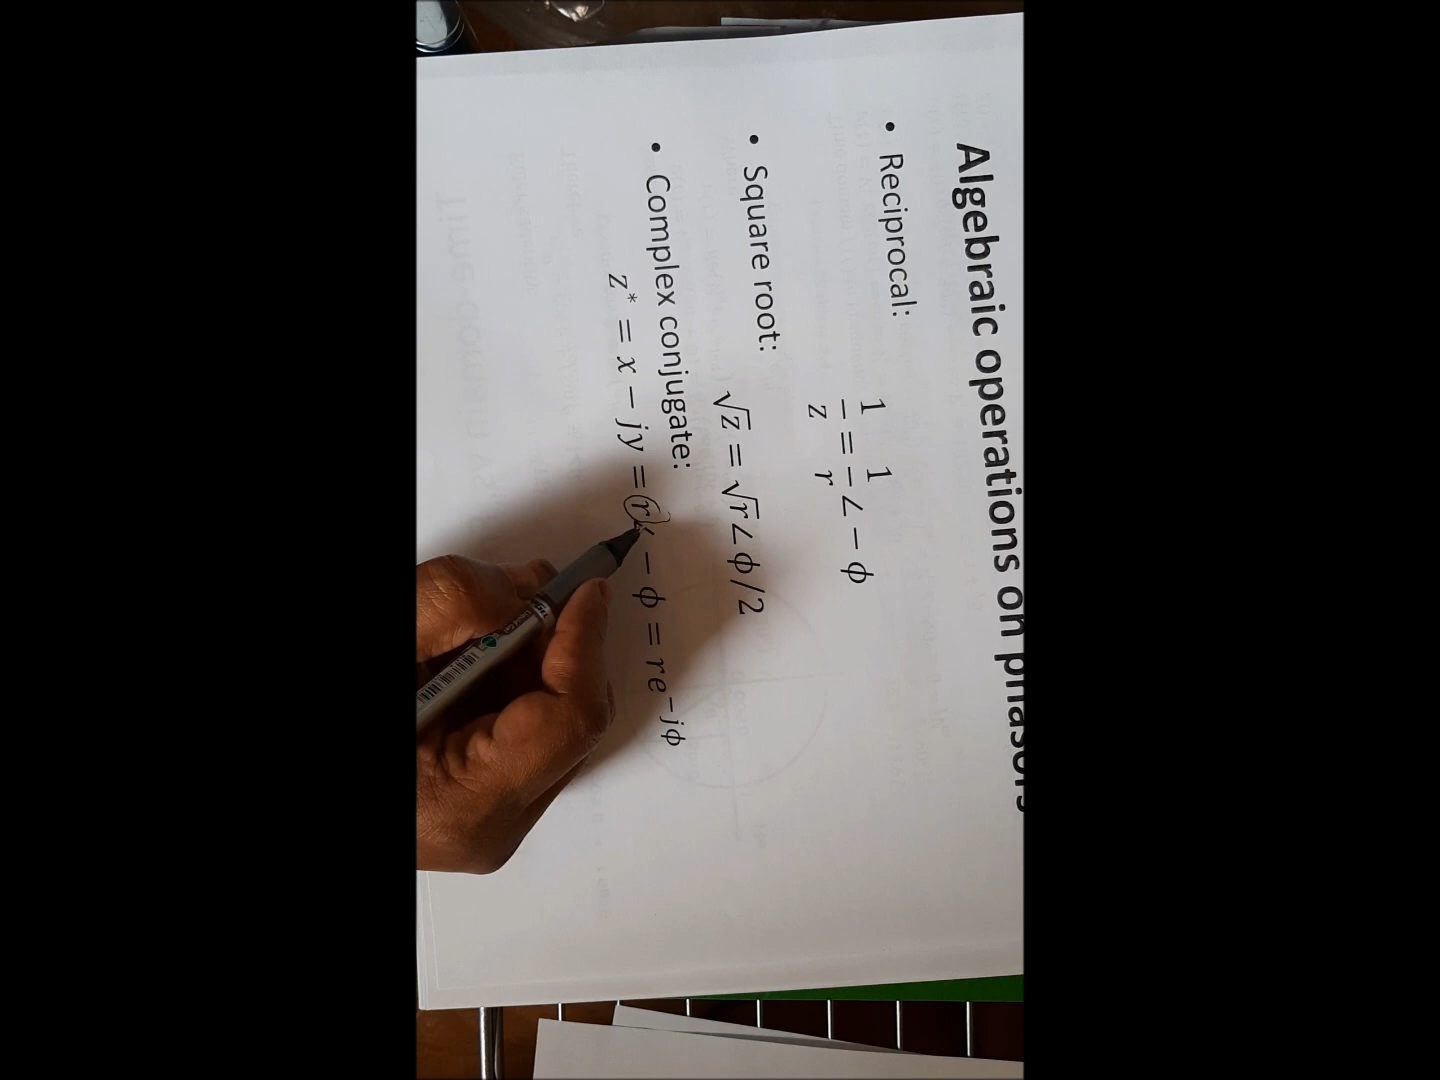 Algebraic operations on phasors
• Reciprocal:
1/z = 1/r ∠ − ϕ
• Square root:
√z = √r∠ϕ/2
• Complex conjugate:
z* = x − jy = r∠ − ϕ = re^−jϕ